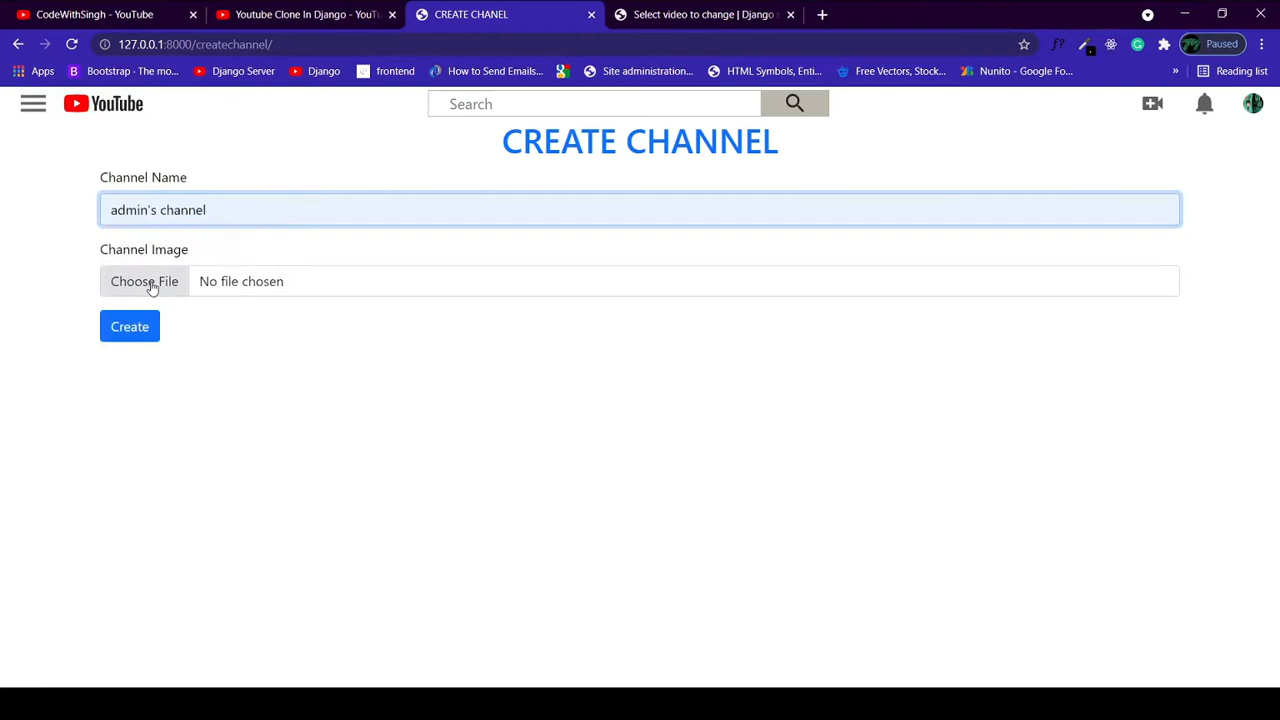 CodeWithSingh - YouTube
Youtube Clone In Django - YouTu
CREATE CHANEL
Select video to change | Django s
127.0.0.1:8000/createchannel/
f?
Paused
Apps
Bootstrap · The mo...
Django Server
Django
frontend
How to Send Emails...
Site administration...
HTML Symbols, Enti...
Free Vectors, Stock...
Nunito - Google Fo...
»
Reading list
YouTube
Search
CREATE CHANNEL
Channel Name
admin's channel
Channel Image
Choose File
No file chosen
Create